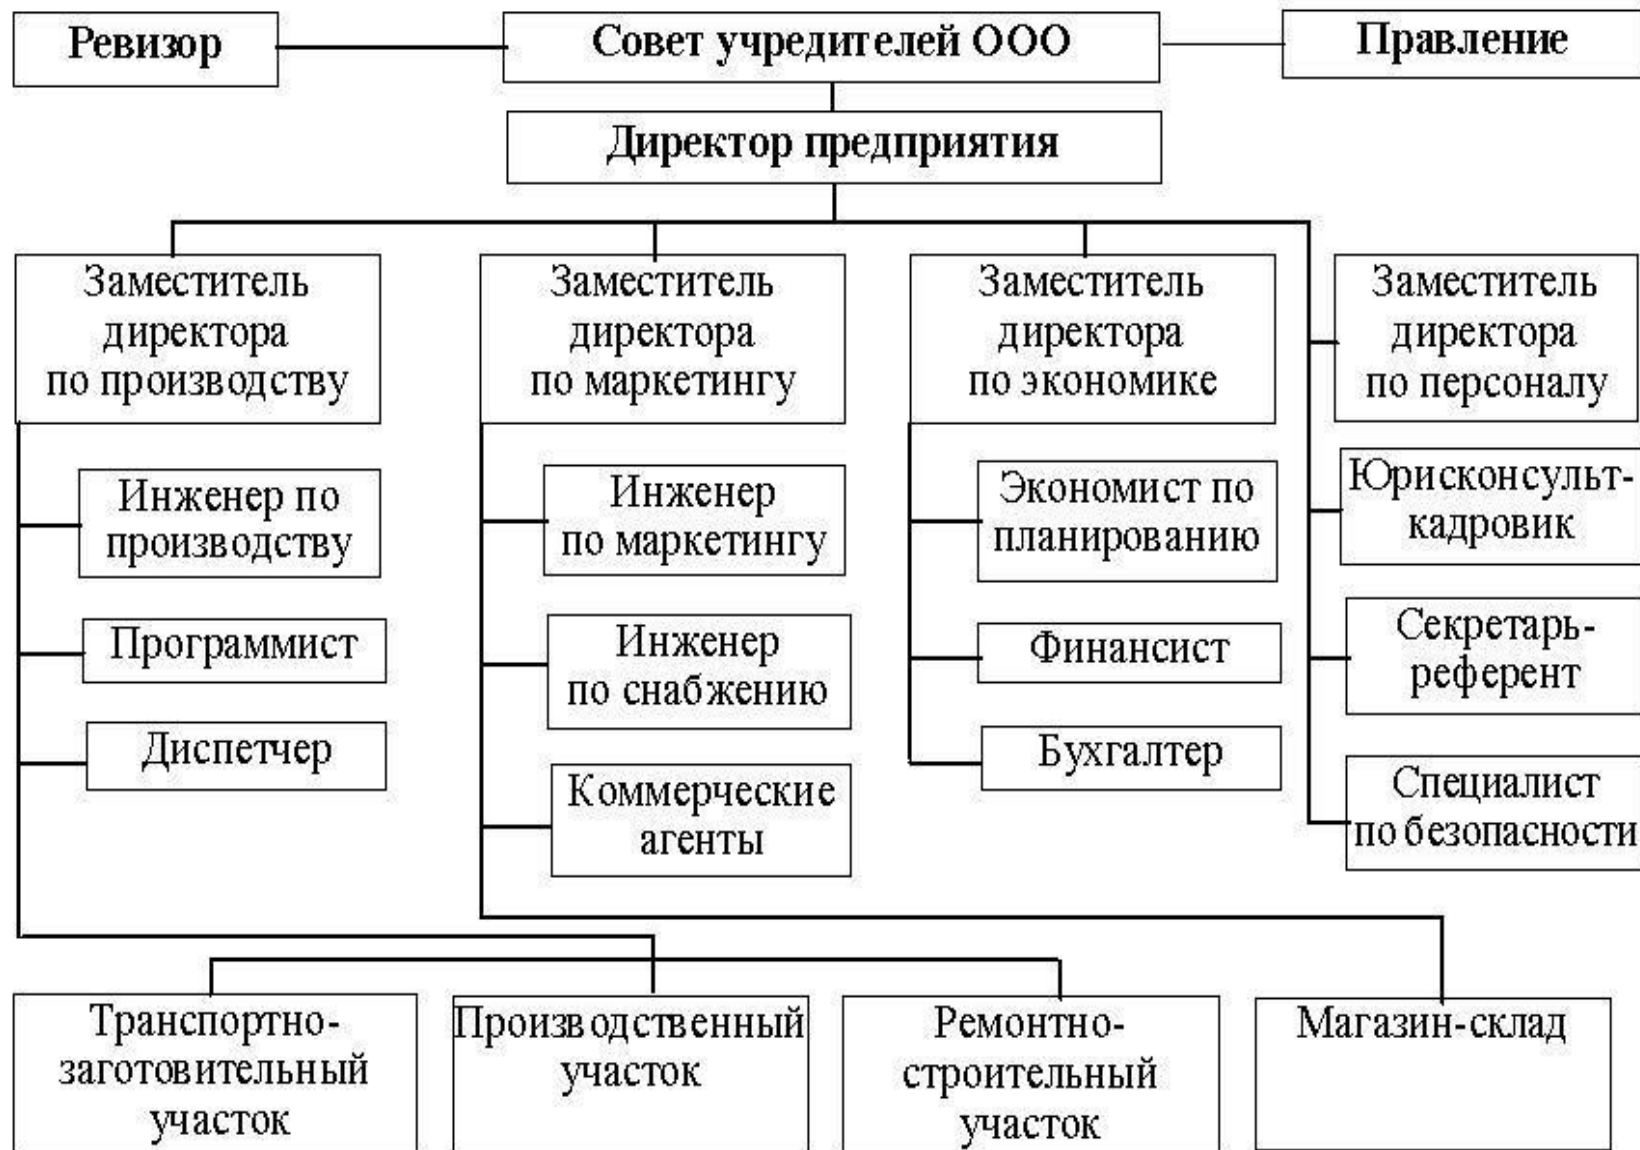 Ревизор
Совет учредителей ООО
Правление
Директор предприятия
Заместитель
директора
по производству
Заместитель
директора
по маркетингу
Заместитель
директора
по экономике
Заместитель
директора
по персоналу
Инженер по
производству
Программист
Диспетчер
Инженер
по маркетингу
Инженер
по снабжению
Коммерческие
агенты
Экономист по
планированию
Финансист
Бухгалтер
Юрисконсульт-
кадровик
Секретарь-
референт
Специалист
по безопасности
Транспортно-
заготовительный
участок
Производственный
участок
Ремонтно-
строительный
участок
Магазин-склад